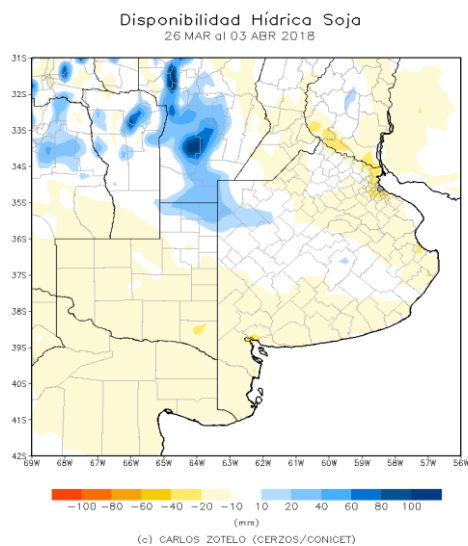 Disponibilidad Hídrica Soja
26 MAR al 03 ABR 2018
31S
32S
33S
34S
35S
36S
37S
38S
39S
40S
41S
42S
69W 68W 67W 66W 65W 64W 63W 62W 61W 60W 59W 58W 57W 56W
-100 -80 -60 -40 -20 -10 10 20 40 60 80 100
(mm)
(c) CARLOS ZOTELO (CERZOS/CONICET)